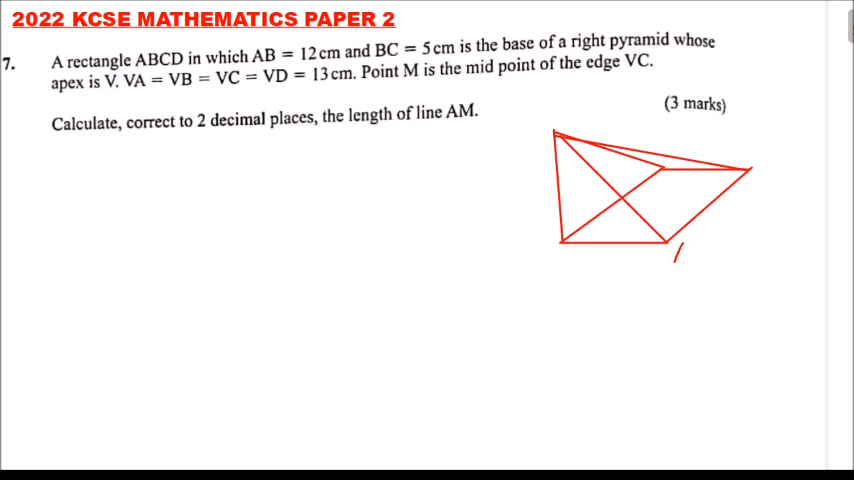 2022 KCSE MATHEMATICS PAPER 2
7. A rectangle ABCD in which AB = 12 cm and BC = 5 cm is the base of a right pyramid whose
apex is V. VA = VB = VC = VD = 13 cm. Point M is the mid point of the edge VC.
Calculate, correct to 2 decimal places, the length of line AM.
(3 marks)